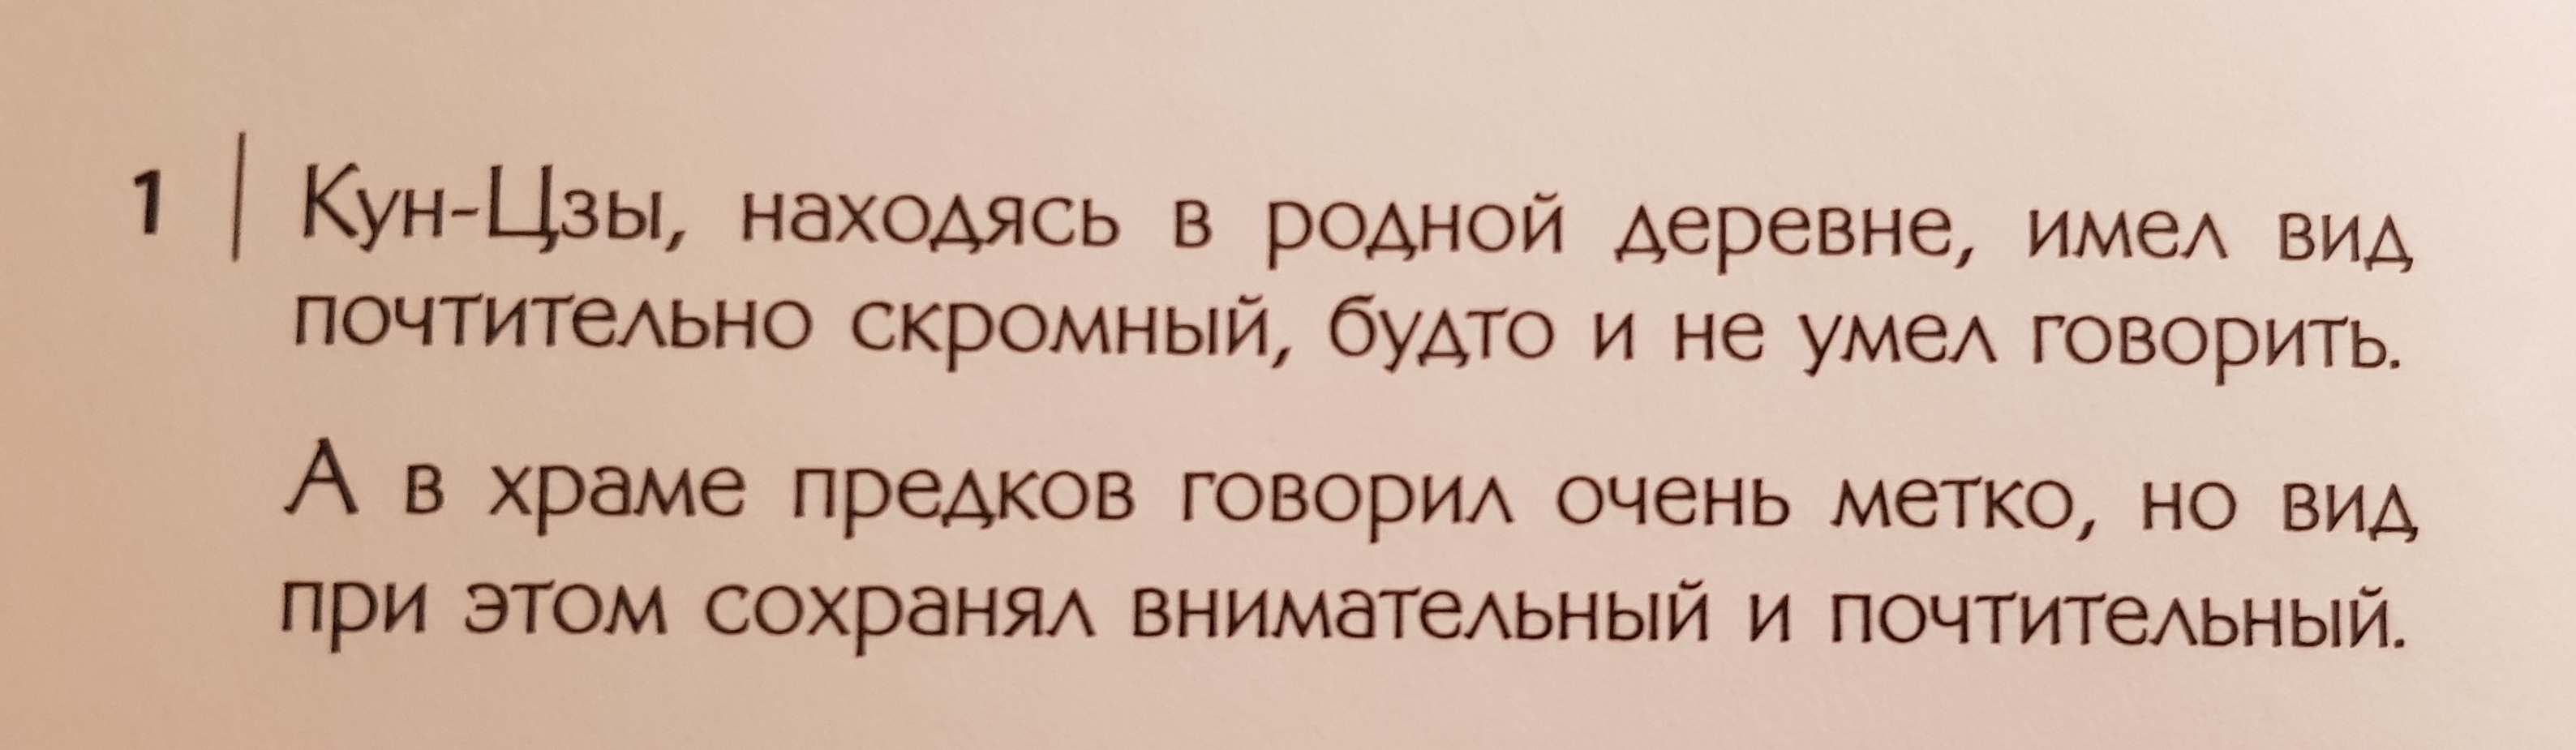 1 | Кун-Цзы, находясь в родной деревне, имел вид
почтительно скромный, будто и не умел говорить.
А в храме предков говорил очень метко, но вид
при этом сохранял внимательный и почтительный.